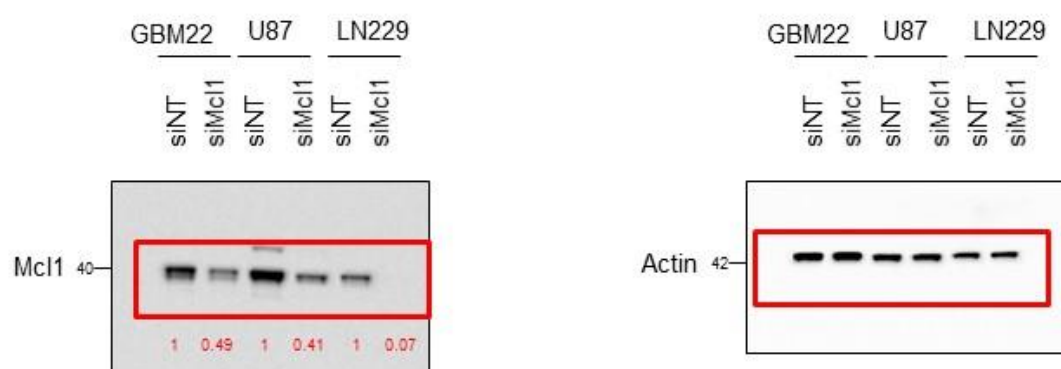 GBM22 U87 LN229
siNT siMcl1 siNT siMcl1 siNT siMcl1
Mcl1 40
1 0.49 1 0.41 1 0.07
GBM22 U87 LN229
siNT siMcl1 siNT siMcl1 siNT siMcl1
Actin 42